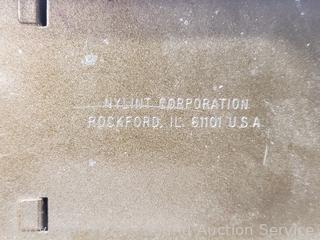 NYLINT CORPORATION
ROCKFORD, IL. 61101 U.S.A.